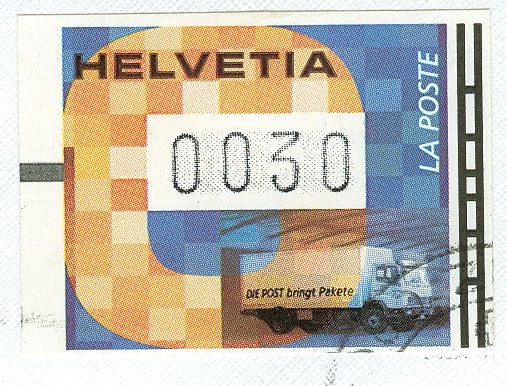 HELVETIA
LA POSTE
0030
DIE POST bringt Pakete